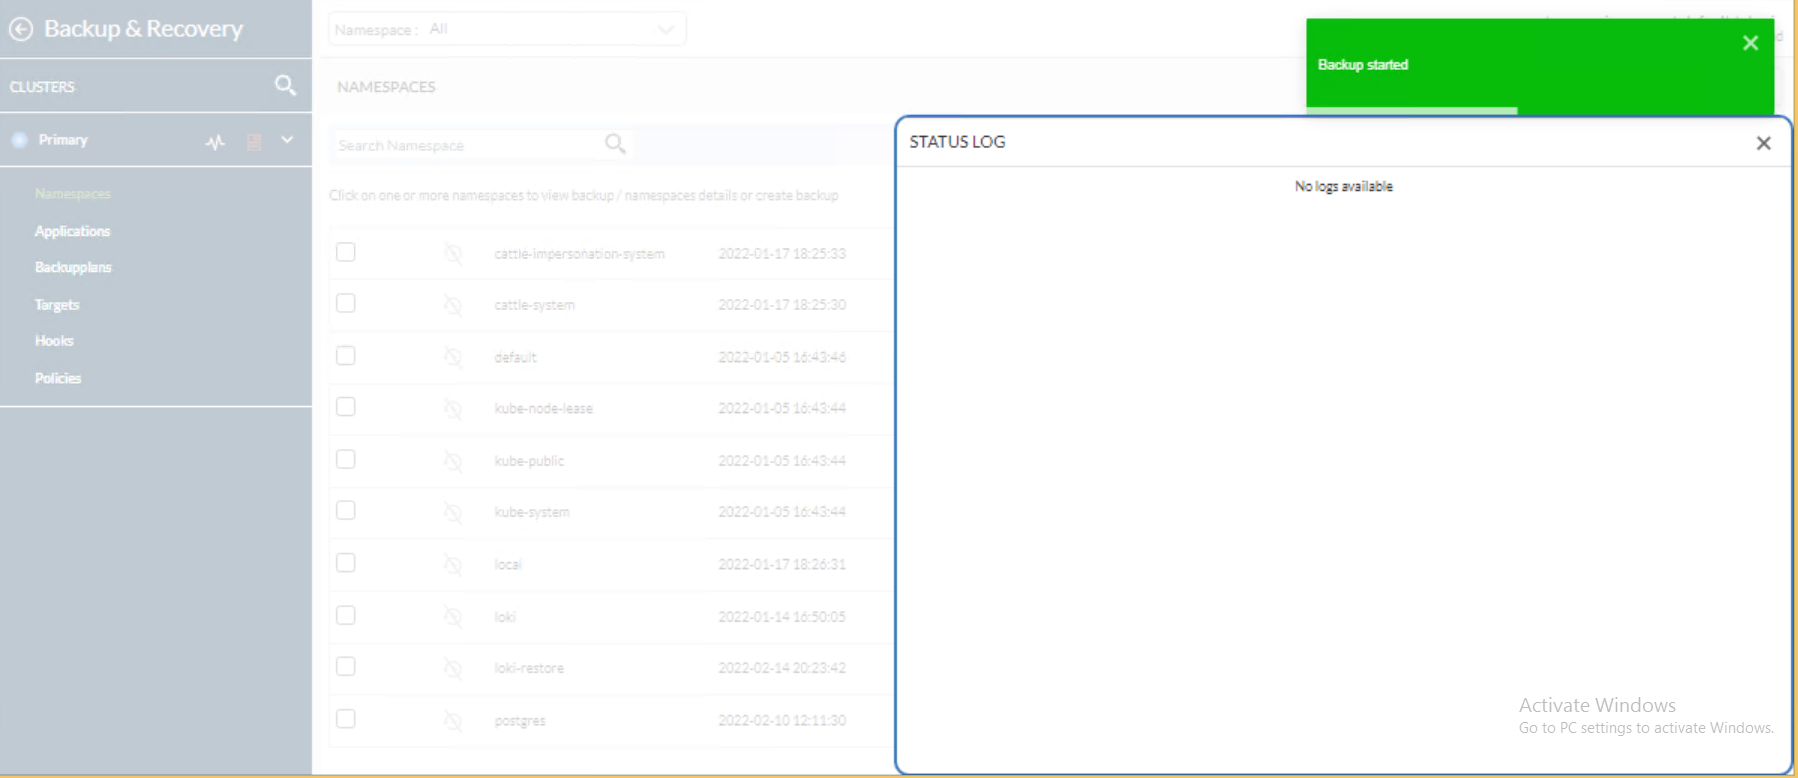 Backup & Recovery
Namespace : All
Backup started
CLUSTERS
NAMESPACES
Primary
Search Namespace
STATUS LOG
No logs available
Namespaces
Applications
Backupplans
Targets
Hooks
Policies
Click on one or more namespaces to view backup / namespaces details or create backup
cattle-impersonation-system 2022-01-17 18:25:33
cattle-system 2022-01-17 18:25:30
default 2022-01-05 16:43:46
kube-node-lease 2022-01-05 16:43:44
kube-public 2022-01-05 16:43:44
kube-system 2022-01-05 16:43:44
local 2022-01-17 18:26:31
loki 2022-01-14 16:50:05
loki-restore 2022-02-14 20:23:42
postgres 2022-02-10 12:11:30
Activate Windows
Go to PC settings to activate Windows.